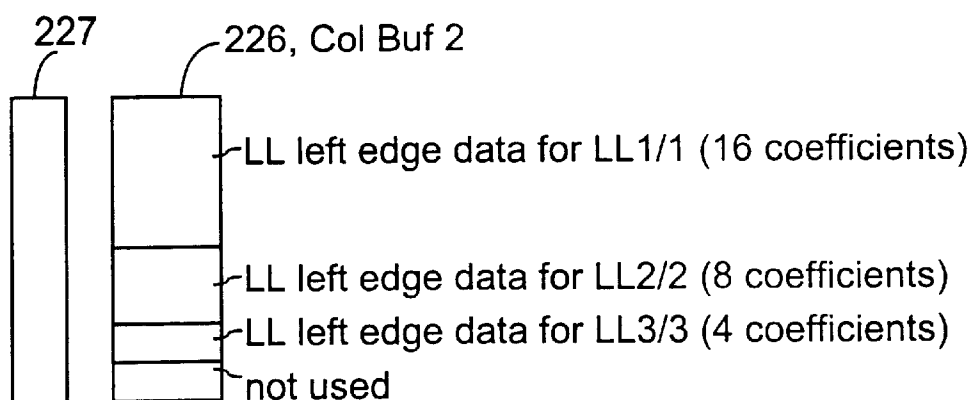 227
226, Col Buf 2
LL left edge data for LL1/1 (16 coefficients)
LL left edge data for LL2/2 (8 coefficients)
LL left edge data for LL3/3 (4 coefficients)
not used